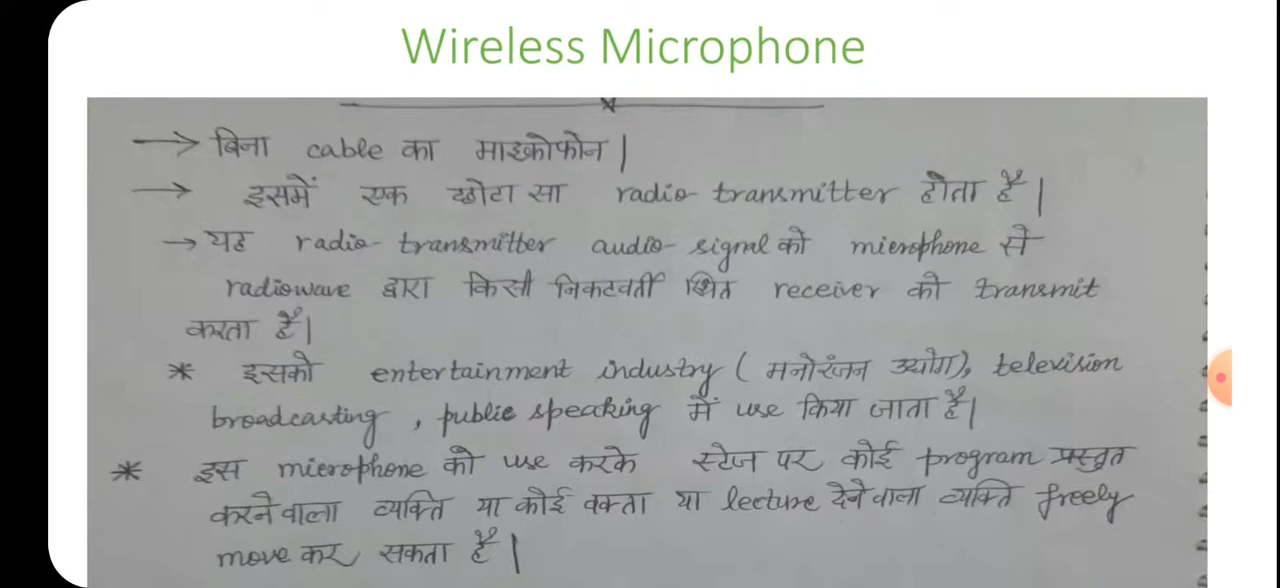 Wireless Microphone
→ बिना cable का माइक्रोफोन |
→ इसमें एक छोटा सा radio transmitter होता है |
→ यह radio-transmitter audio-signal को microphone से
radiowave द्वारा किसी निकटवर्ती स्थित receiver को transmit
करता है |
* इसको entertainment industry (मनोरंजन उद्योग), television
broadcasting, public speaking में use किया जाता है |
* इस microphone को use करके स्टेज पर कोई program प्रस्तुत
करने वाला व्यक्ति या कोई वक्ता या lecture देने वाला व्यक्ति freely
move कर सकता है |